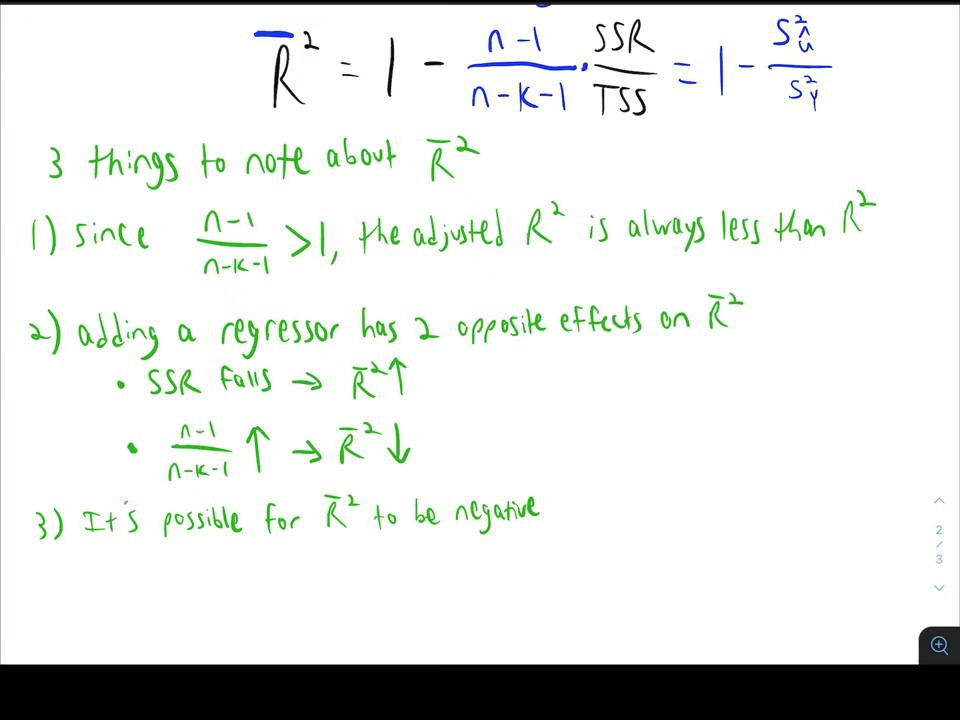 R̄² = 1 - (n-1)/(n-k-1) · SSR/TSS = 1 - S²û/S²Y
3 things to note about R̄²
1) since (n-1)/(n-k-1) > 1, the adjusted R² is always less than R²
2) adding a regressor has 2 opposite effects on R̄²
• SSR falls → R̄² ↑
• (n-1)/(n-k-1) ↑ → R̄² ↓
3) It's possible for R̄² to be negative
2
/
3